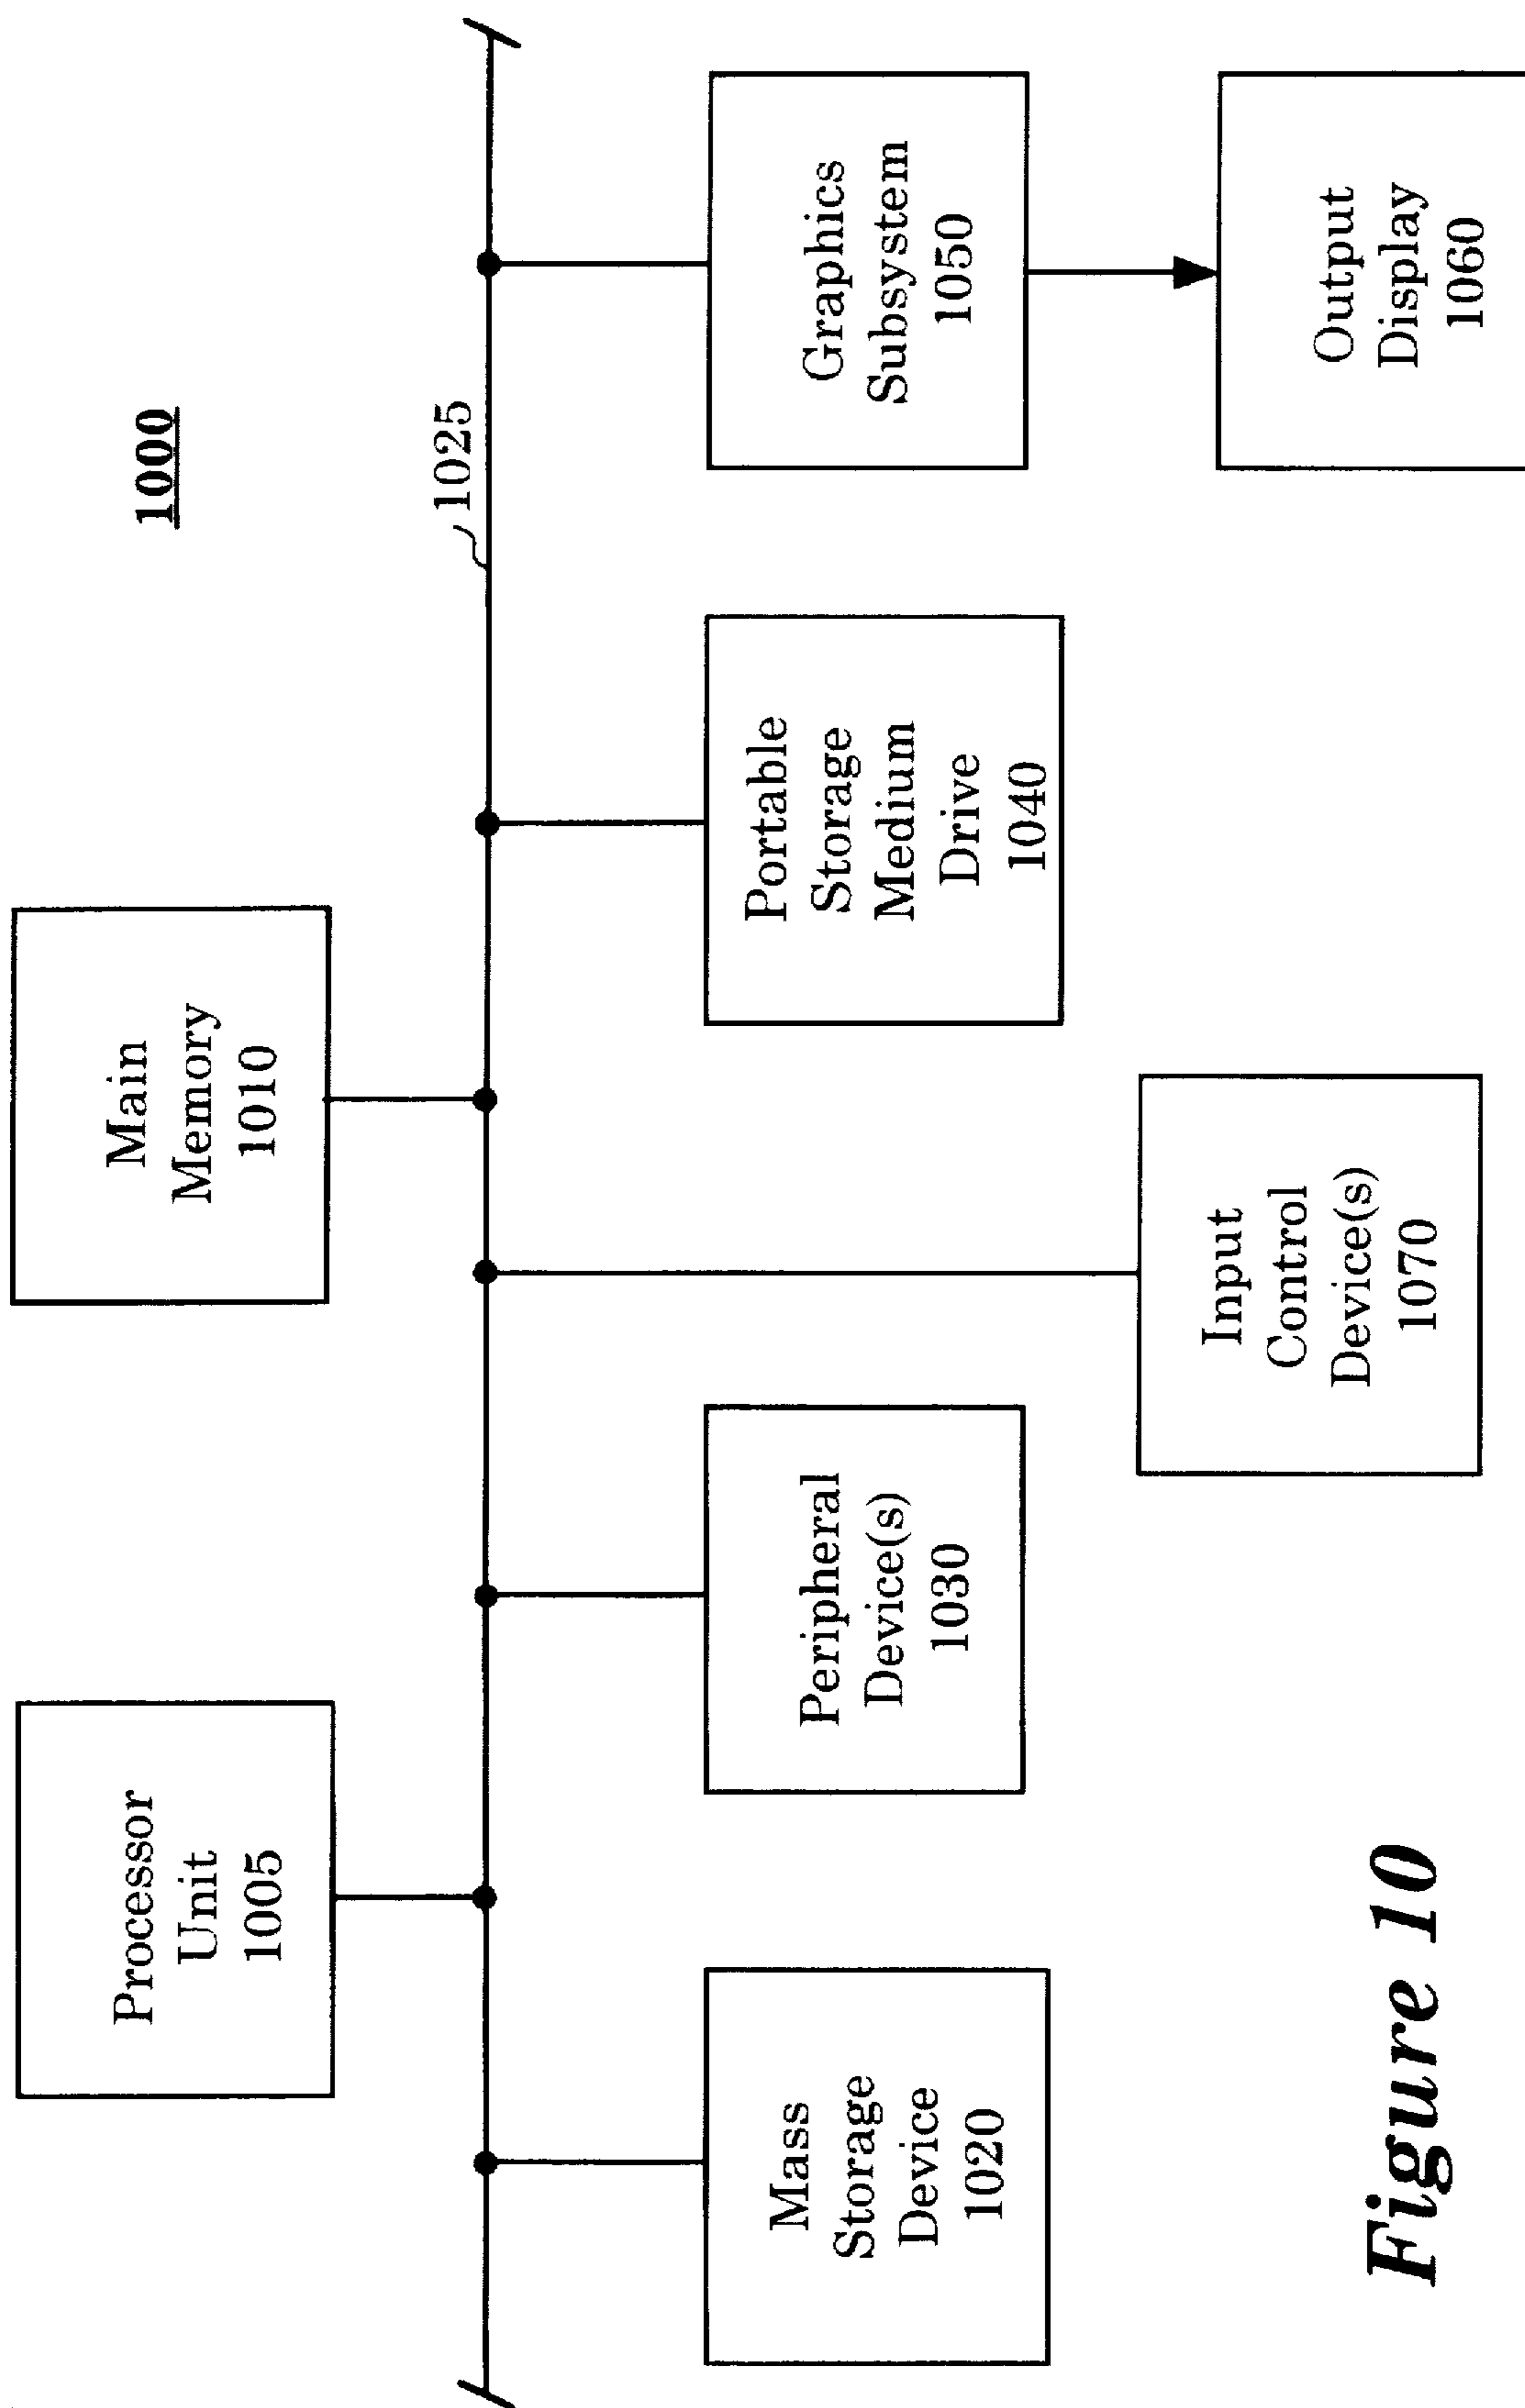 1000
Processor
Unit
1005
Main
Memory
1010
1025
Mass
Storage
Device
1020
Peripheral
Device(s)
1030
Portable
Storage
Medium
Drive
1040
Graphics
Subsystem
1050
Input
Control
Device(s)
1070
Output
Display
1060
Figure 10